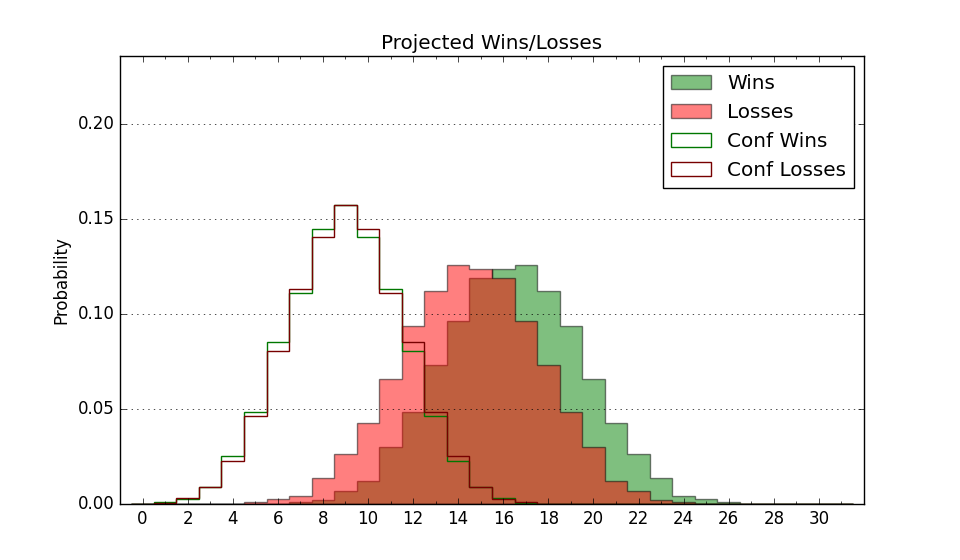 Projected Wins/Losses
Wins
Losses
Conf Wins
Conf Losses
Probability
0.20
0.15
0.10
0.05
0.00
0 2 4 6 8 10 12 14 16 18 20 22 24 26 28 30